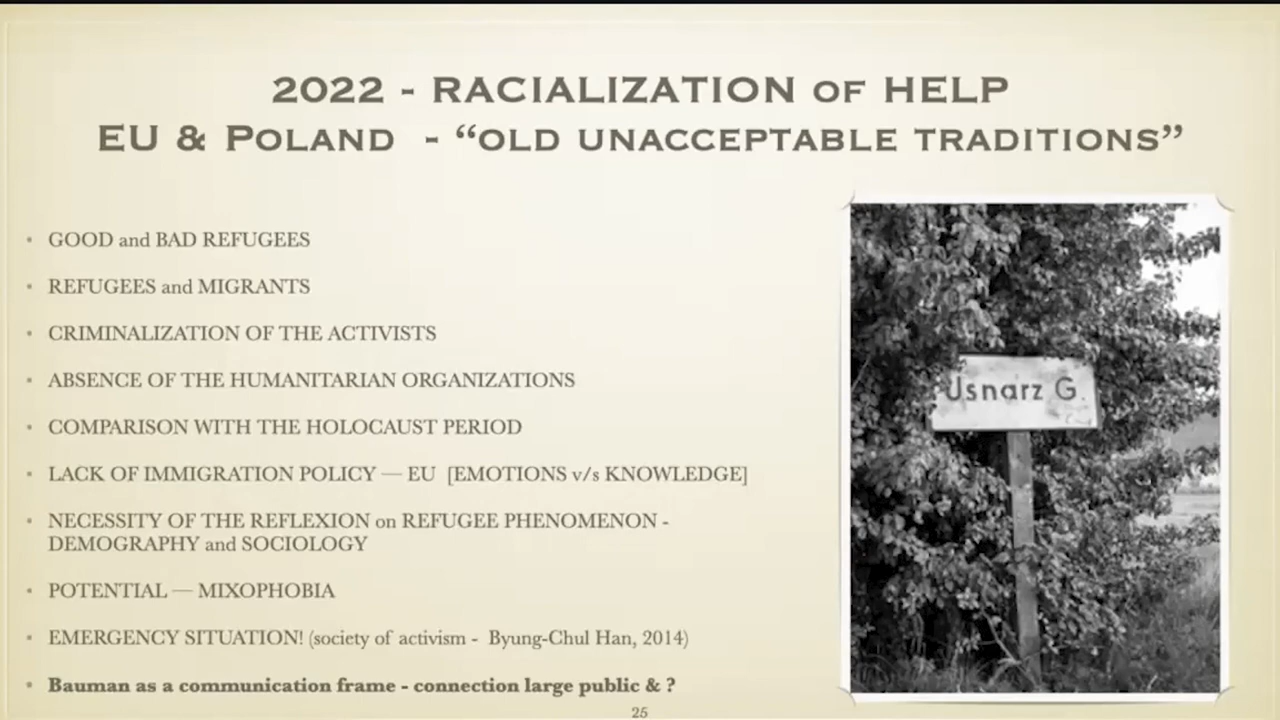 2022 - RACIALIZATION OF HELP
EU & POLAND - “OLD UNACCEPTABLE TRADITIONS”
• GOOD and BAD REFUGEES
• REFUGEES and MIGRANTS
• CRIMINALIZATION OF THE ACTIVISTS
• ABSENCE OF THE HUMANITARIAN ORGANIZATIONS
• COMPARISON WITH THE HOLOCAUST PERIOD
• LACK OF IMMIGRATION POLICY — EU [EMOTIONS v/s KNOWLEDGE]
• NECESSITY OF THE REFLEXION on REFUGEE PHENOMENON -
DEMOGRAPHY and SOCIOLOGY
• POTENTIAL — MIXOPHOBIA
• EMERGENCY SITUATION! (society of activism - Byung-Chul Han, 2014)
• Bauman as a communication frame - connection large public & ?
Usnarz G.
25